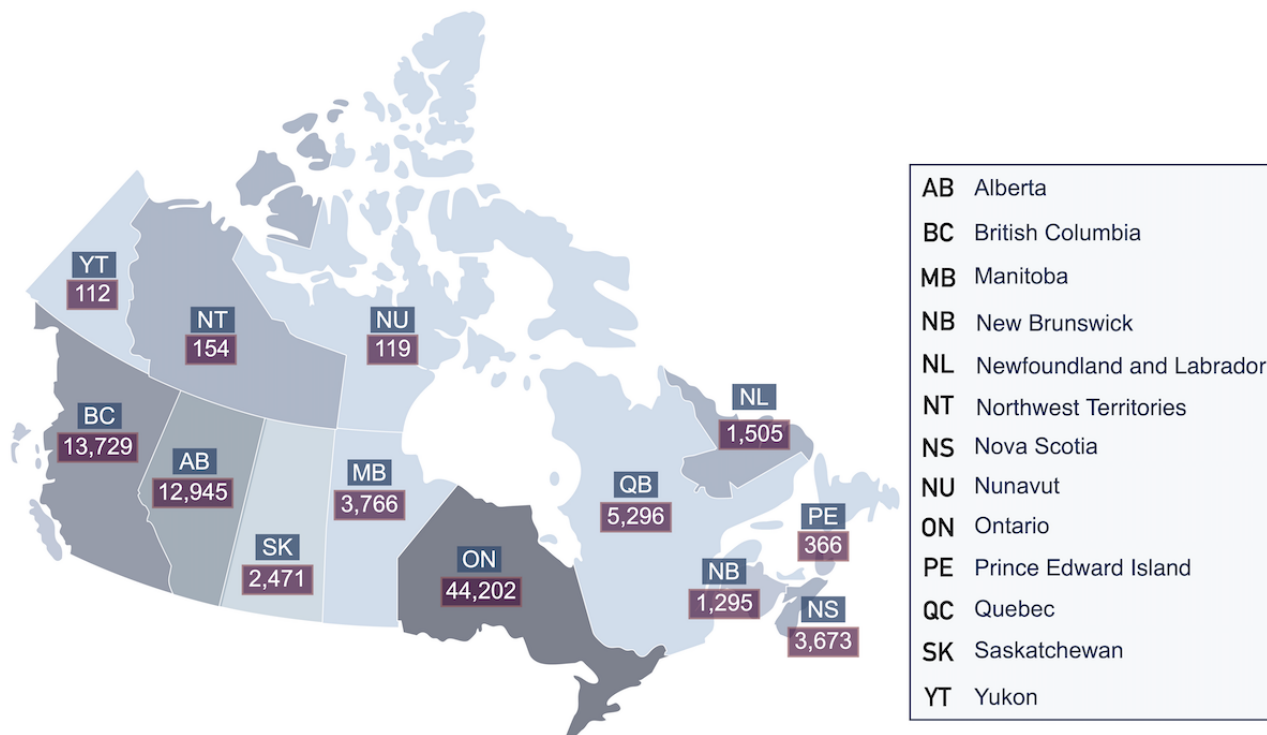 YT
112
NT
154
NU
119
BC
13,729
AB
12,945
SK
2,471
MB
3,766
ON
44,202
QB
5,296
NL
1,505
PE
366
NB
1,295
NS
3,673
AB Alberta
BC British Columbia
MB Manitoba
NB New Brunswick
NL Newfoundland and Labrador
NT Northwest Territories
NS Nova Scotia
NU Nunavut
ON Ontario
PE Prince Edward Island
QC Quebec
SK Saskatchewan
YT Yukon